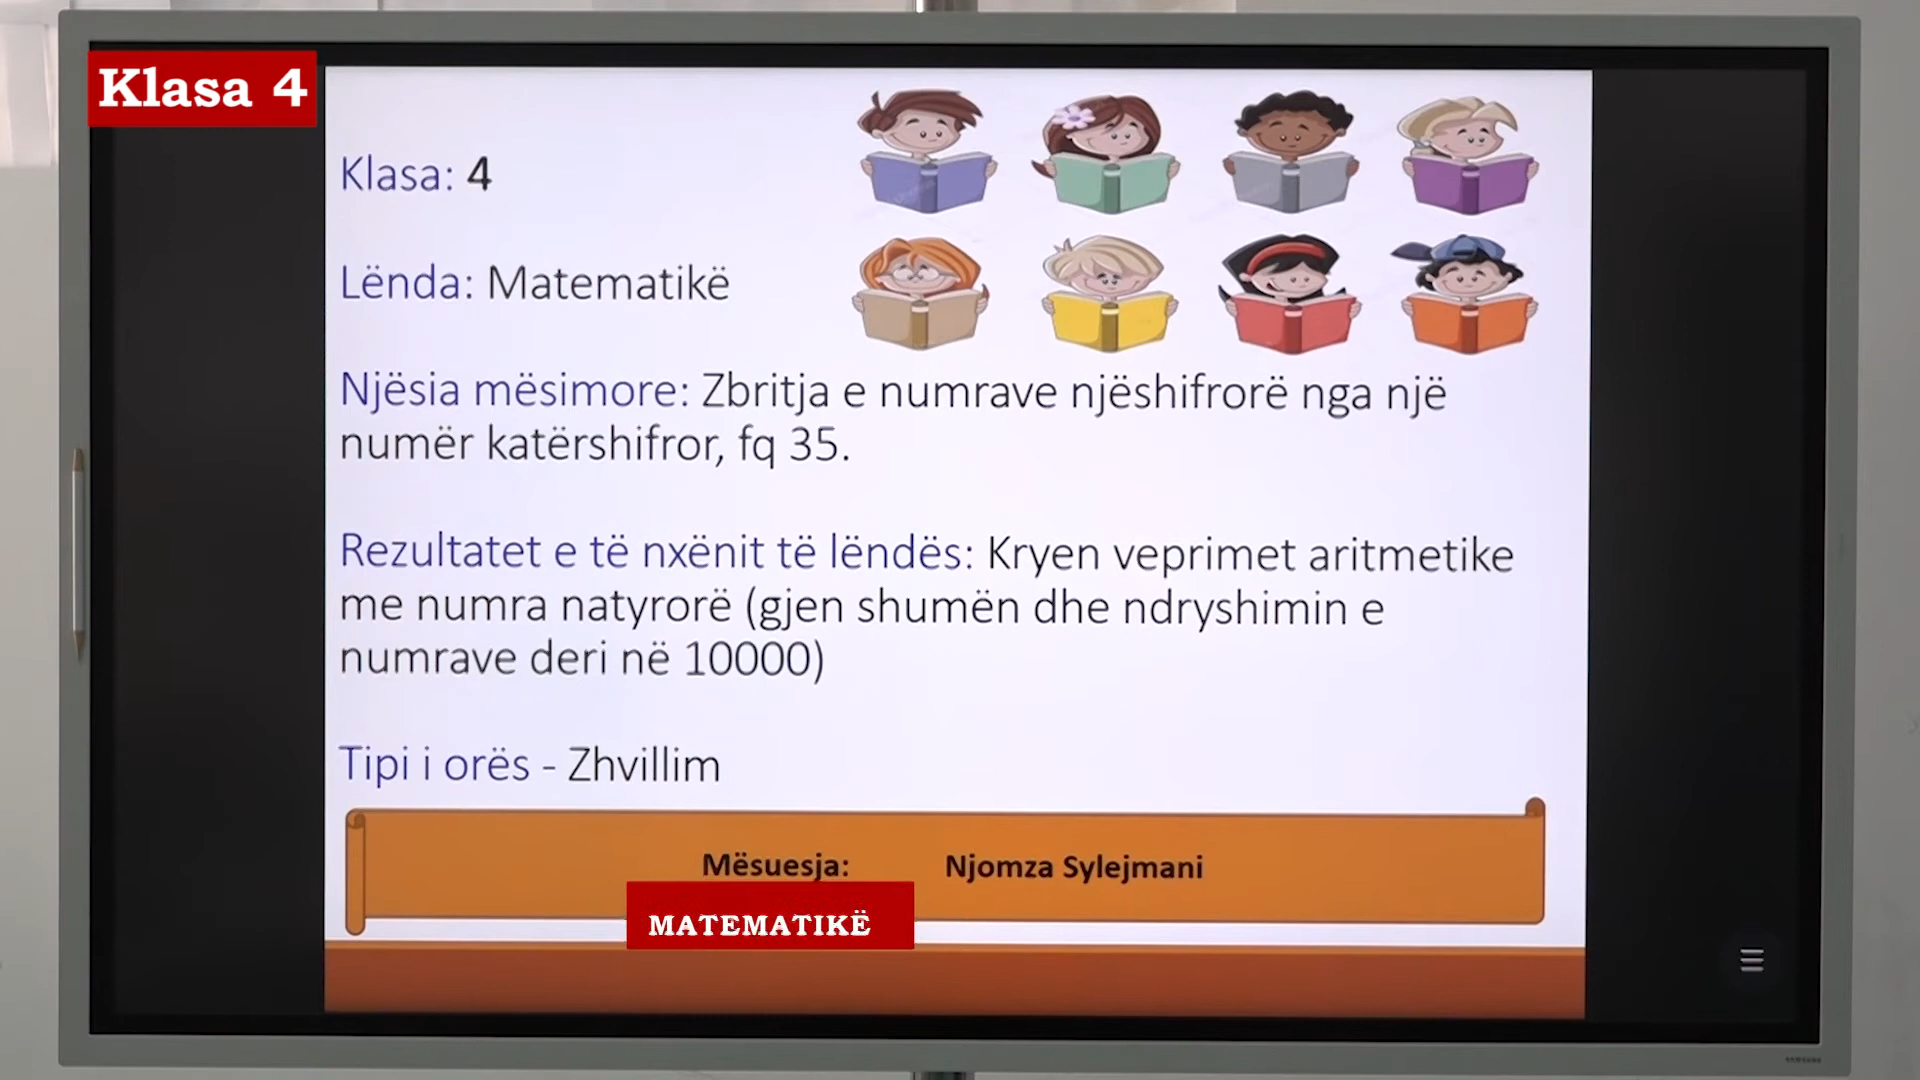 Klasa 4
Klasa: 4
Lënda: Matematikë
Njësia mësimore: Zbritja e numrave njëshifrorë nga një
numër katërshifror, fq 35.
Rezultatet e të nxënit të lëndës: Kryen veprimet aritmetike
me numra natyrorë (gjen shumën dhe ndryshimin e
numrave deri në 10000)
Tipi i orës - Zhvillim
Mësuesja: Njomza Sylejmani
MATEMATIKË
SAMSUNG